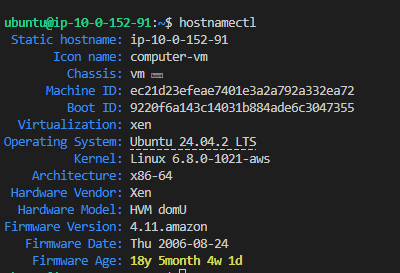 ubuntu@ip-10-0-152-91:~$ hostnamectl
Static hostname: ip-10-0-152-91
Icon name: computer-vm
Chassis: vm
Machine ID: ec21d23efeae7401e3a2a792a332ea72
Boot ID: 9220f6a143c14031b884ade6c3047355
Virtualization: xen
Operating System: Ubuntu 24.04.2 LTS
Kernel: Linux 6.8.0-1021-aws
Architecture: x86-64
Hardware Vendor: Xen
Hardware Model: HVM domU
Firmware Version: 4.11.amazon
Firmware Date: Thu 2006-08-24
Firmware Age: 18y 5month 4w 1d